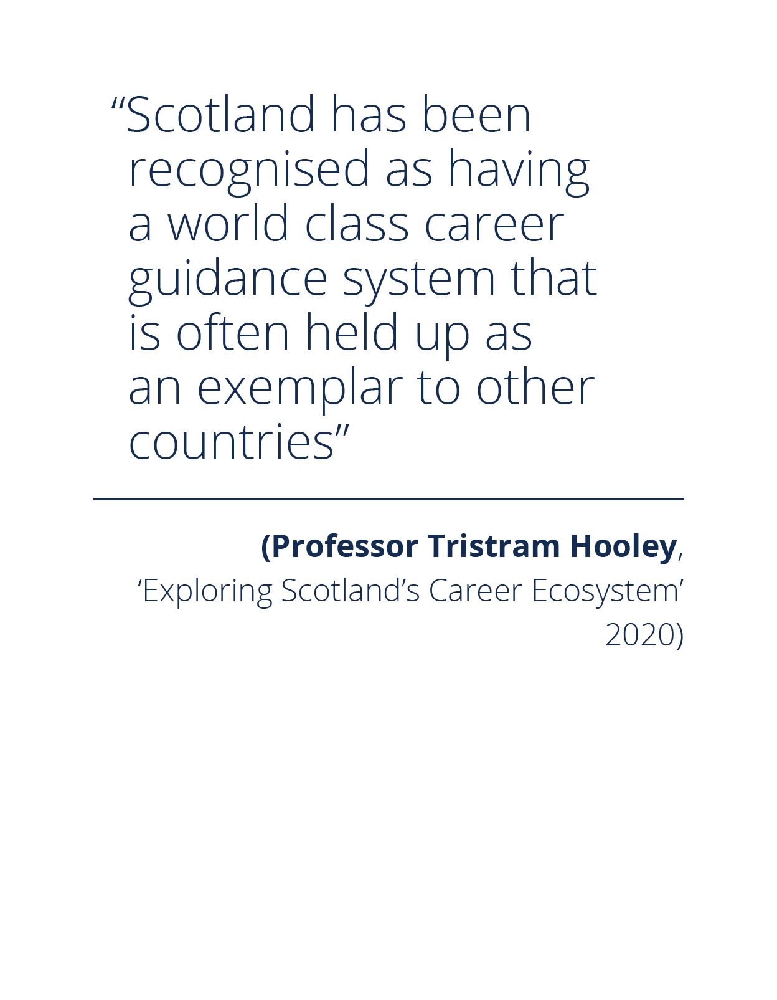 “Scotland has been
recognised as having
a world class career
guidance system that
is often held up as
an exemplar to other
countries”
(Professor Tristram Hooley,
‘Exploring Scotland’s Career Ecosystem’
2020)